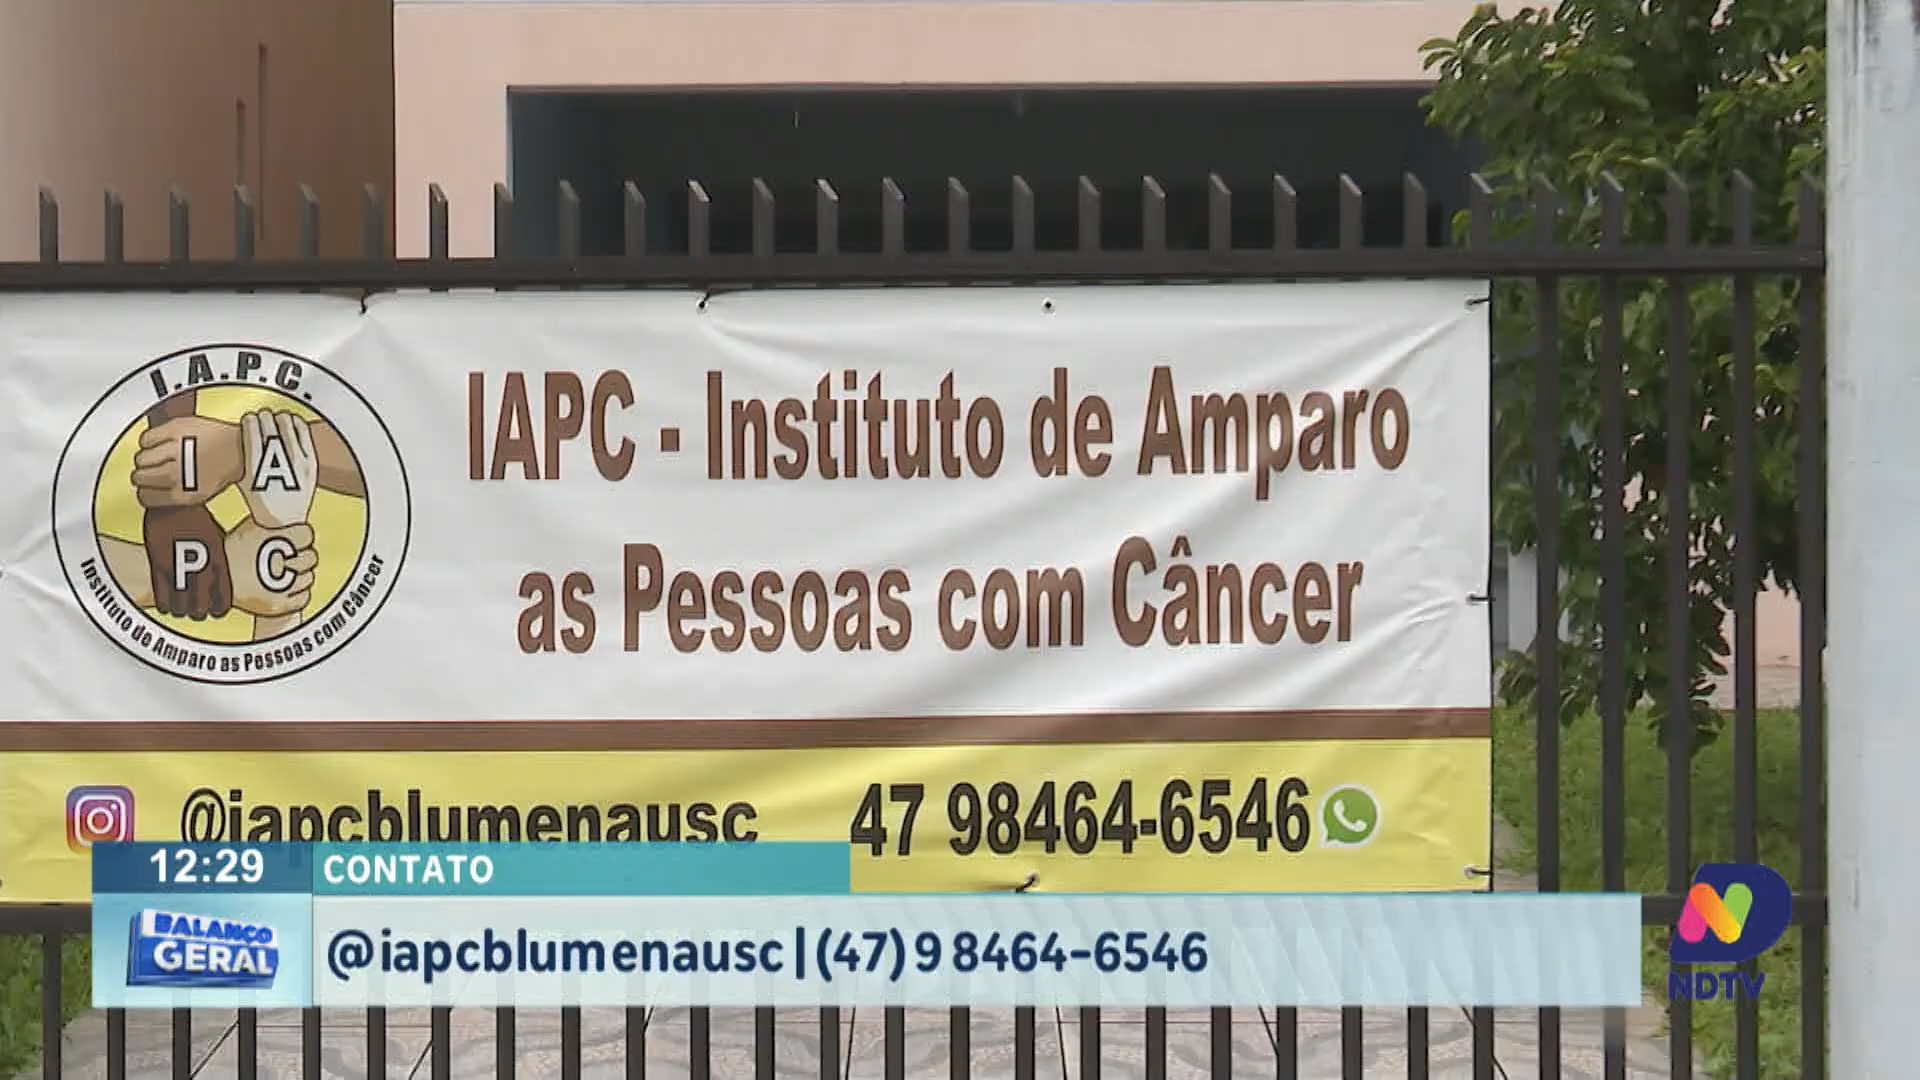 I.A.P.C.
I A
P C
Instituto de Amparo as Pessoas com Câncer
IAPC - Instituto de Amparo
as Pessoas com Câncer
@iapcblumenausc 47 98464-6546
12:29 CONTATO
BALANÇO
GERAL
@iapcblumenausc | (47) 9 8464-6546
NDTV